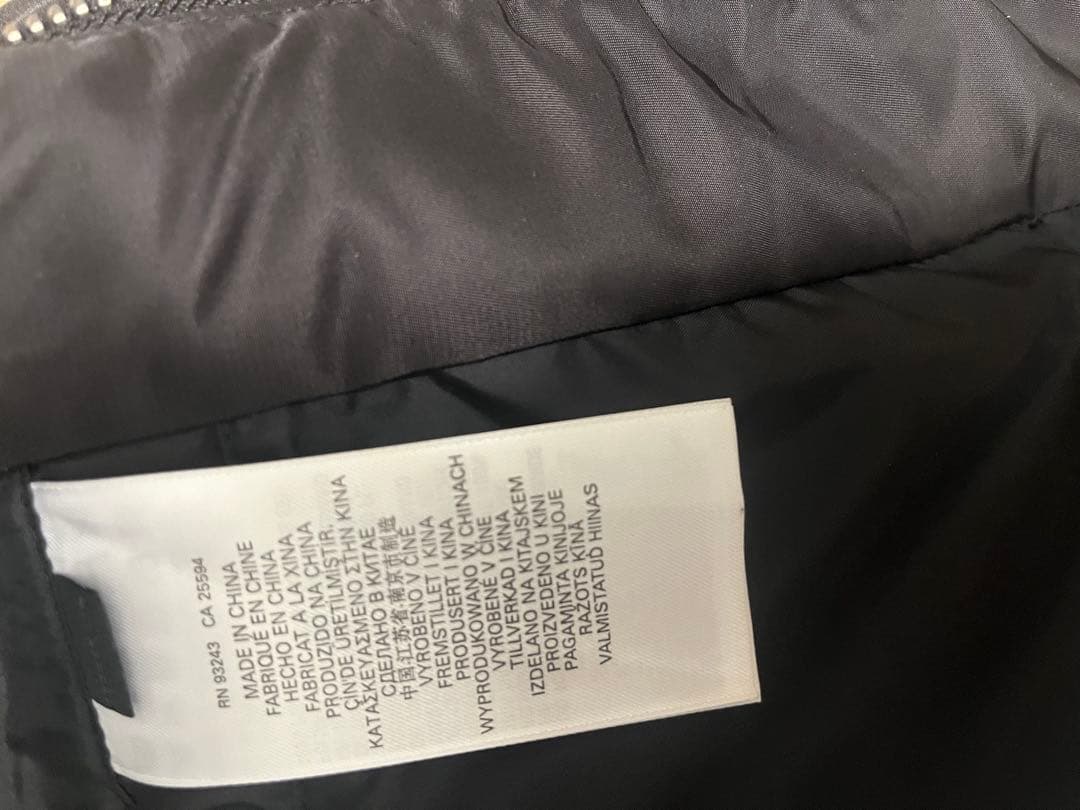 RN 93243 CA 25594
MADE IN CHINA
FABRIQUÉ EN CHINE
HECHO EN CHINA
FABRICAT A LA XINA
PRODUZIDO NA CHINA
ÇİN'DE ÜRETİLMİŞTİR.
ΚΑΤΑΣΚΕΥΑΣΜΕΝΟ ΣΤΗΝ ΚΙΝΑ
СДЕЛАНО В КИТАЕ
中国江苏省南京市制造
VYROBENO V ČÍNĚ
FREMSTILLET I KINA
PRODUSERT I KINA
WYPRODUKOWANO W CHINACH
VYROBENÉ V ČÍNE
TILLVERKAD I KINA
IZDELANO NA KITAJSKEM
PROIZVEDENO U KINI
PAGAMINTA KINIJOJE
RAŽOTS ĶĪNĀ
VALMISTATUD HIINAS